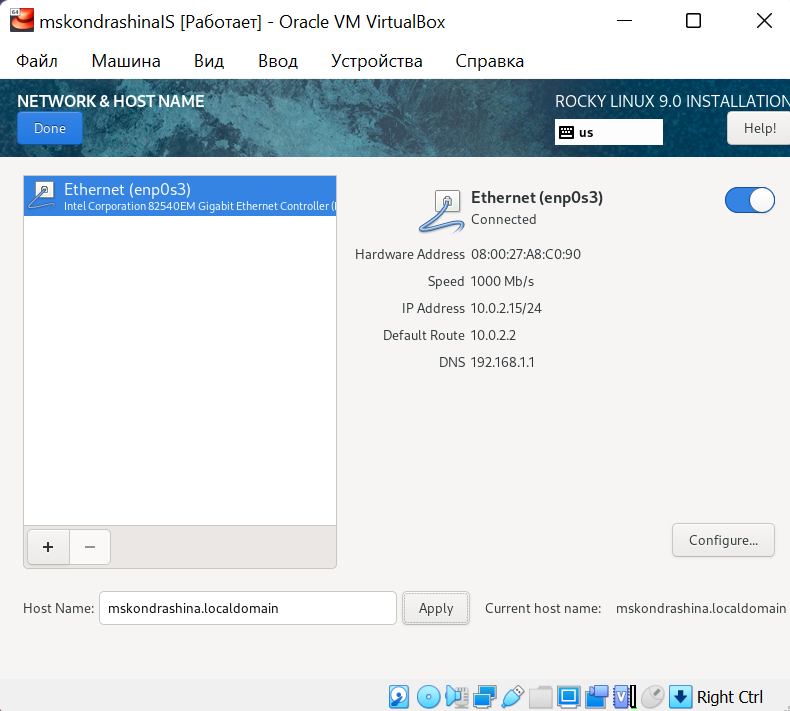 64
mskondrashinaIS [Работает] - Oracle VM VirtualBox
Файл Машина Вид Ввод Устройства Справка
NETWORK & HOST NAME
ROCKY LINUX 9.0 INSTALLATION
Done
us
Help!
Ethernet (enp0s3)
Intel Corporation 82540EM Gigabit Ethernet Controller (
Ethernet (enp0s3)
Connected
Hardware Address 08:00:27:A8:C0:90
Speed 1000 Mb/s
IP Address 10.0.2.15/24
Default Route 10.0.2.2
DNS 192.168.1.1
+ −
Configure...
Host Name: mskondrashina.localdomain Apply Current host name: mskondrashina.localdomain
V
Right Ctrl